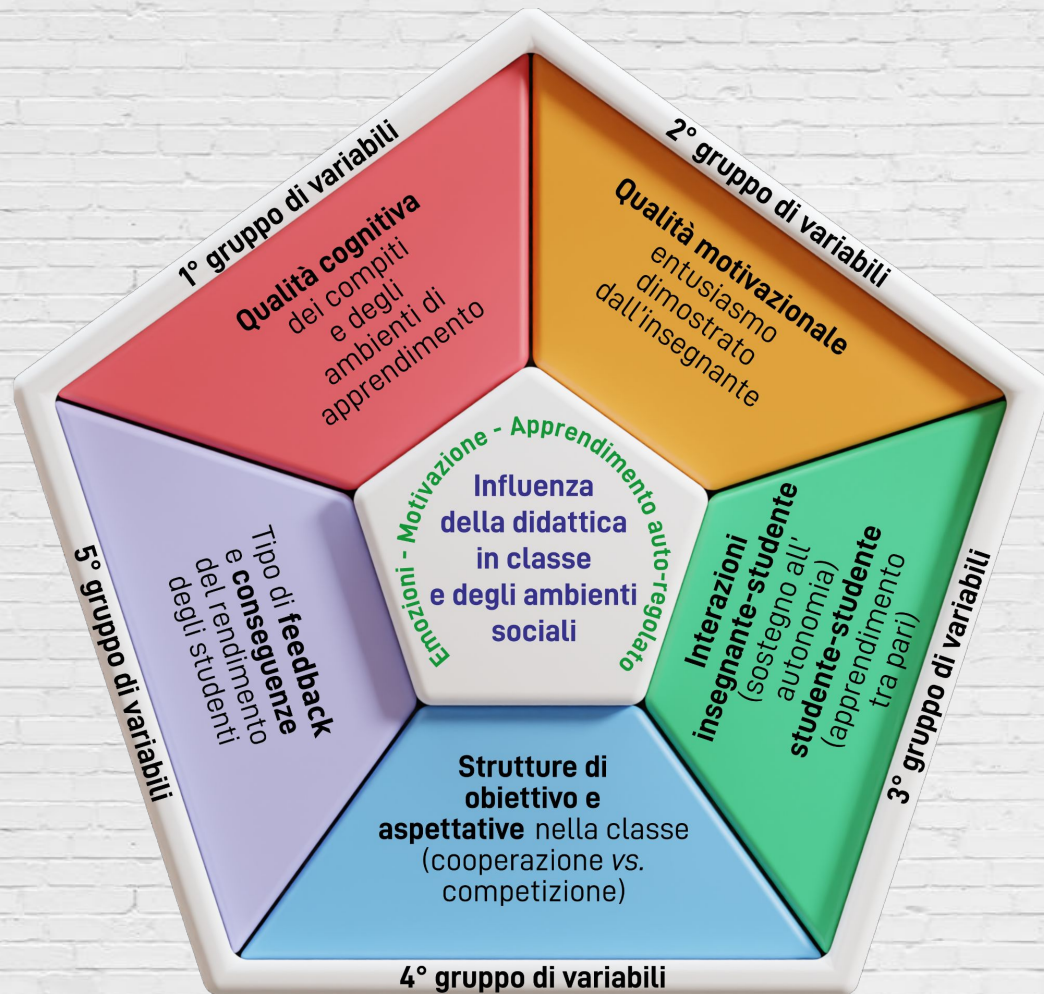 1° gruppo di variabili
Qualità cognitiva
dei compiti
e degli
ambienti di
apprendimento
2° gruppo di variabili
Qualità motivazionale
entusiasmo
dimostrato
dall'insegnante
3° gruppo di variabili
Interazioni
insegnante-studente
(sostegno all'
autonomia)
studente-studente
(apprendimento
tra pari)
4° gruppo di variabili
Strutture di
obiettivo e
aspettative nella classe
(cooperazione vs.
competizione)
5° gruppo di variabili
Tipo di feedback
e conseguenze
del rendimento
degli studenti
Emozioni - Motivazione - Apprendimento auto-regolato
Influenza
della didattica
in classe
e degli ambienti
sociali